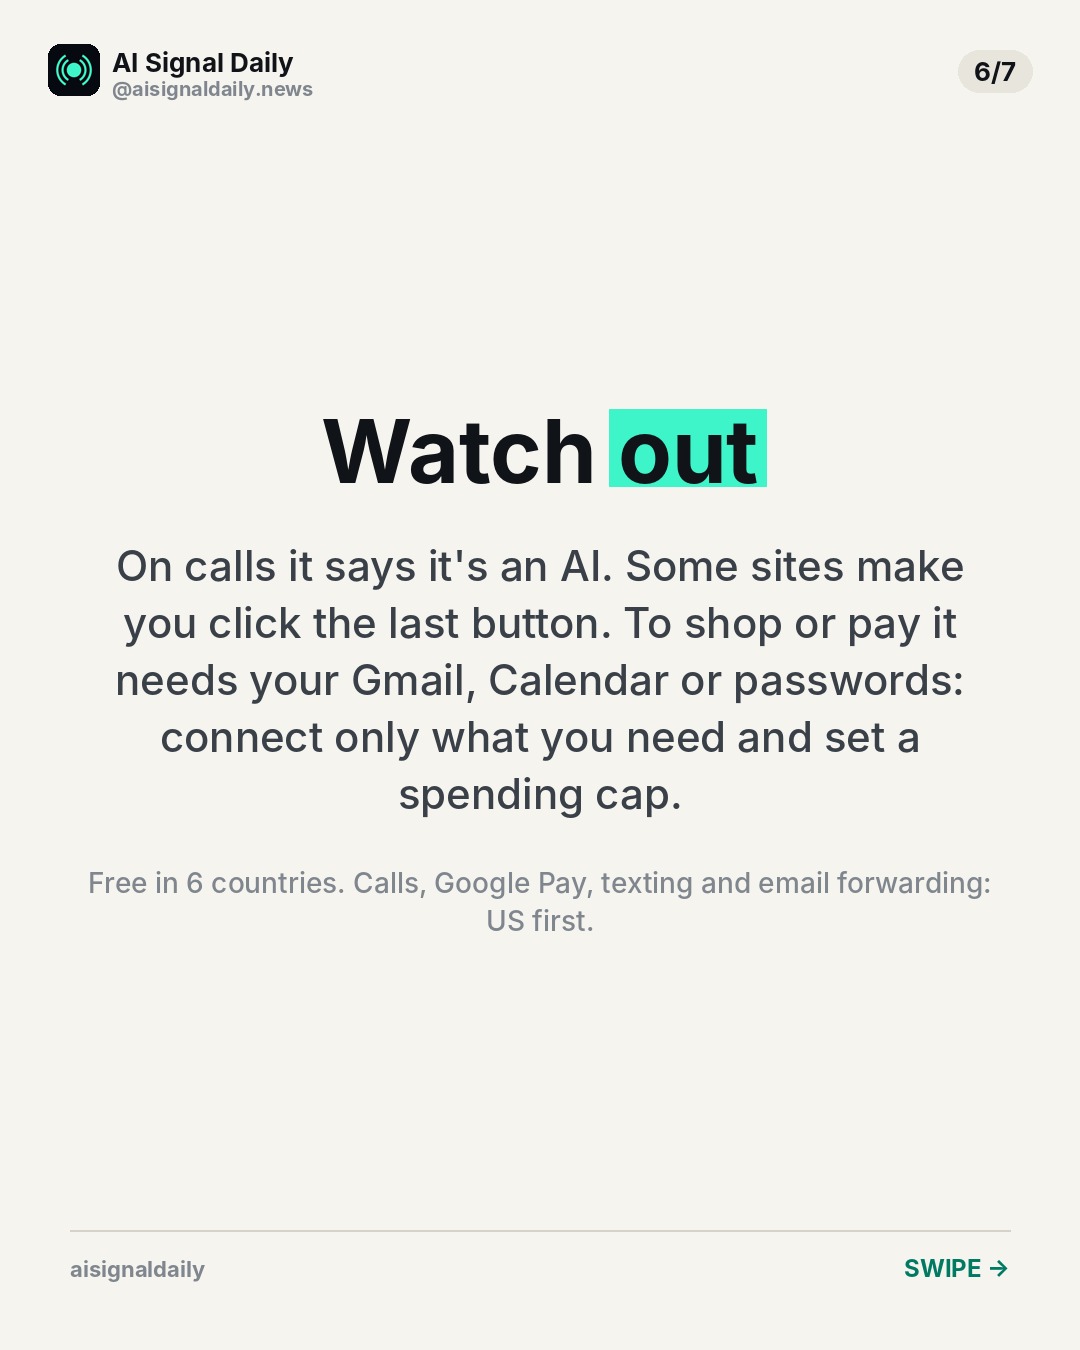 AI Signal Daily
@aisignaldaily.news
6/7
Watch out
On calls it says it's an AI. Some sites make
you click the last button. To shop or pay it
needs your Gmail, Calendar or passwords:
connect only what you need and set a
spending cap.
Free in 6 countries. Calls, Google Pay, texting and email forwarding:
US first.
aisignaldaily
SWIPE →